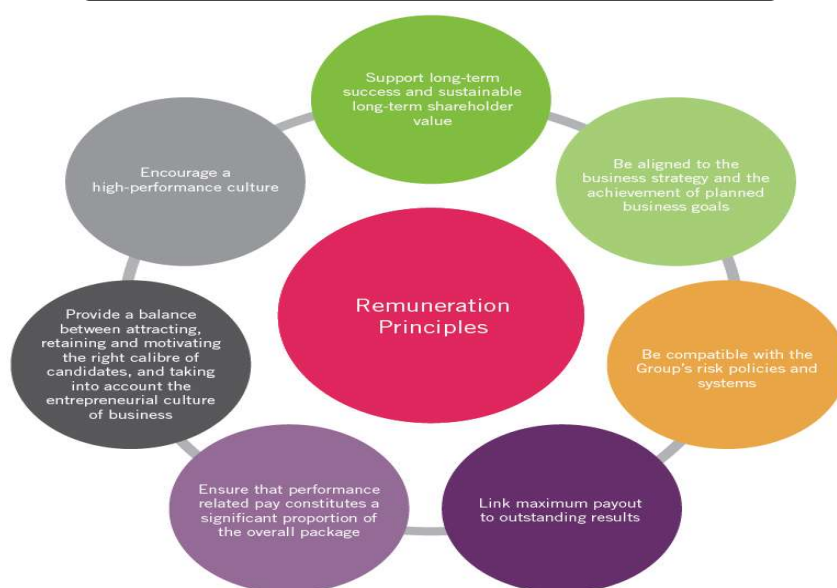 Support long-term
success and sustainable
long-term shareholder
value
Be aligned to the
business strategy and the
achievement of planned
business goals
Be compatible with the
Group's risk policies and
systems
Link maximum payout
to outstanding results
Ensure that performance
related pay constitutes a
significant proportion of
the overall package
Provide a balance
between attracting,
retaining and motivating
the right calibre of
candidates, and taking
into account the
entrepreneurial culture
of business
Encourage a
high-performance culture
Remuneration
Principles